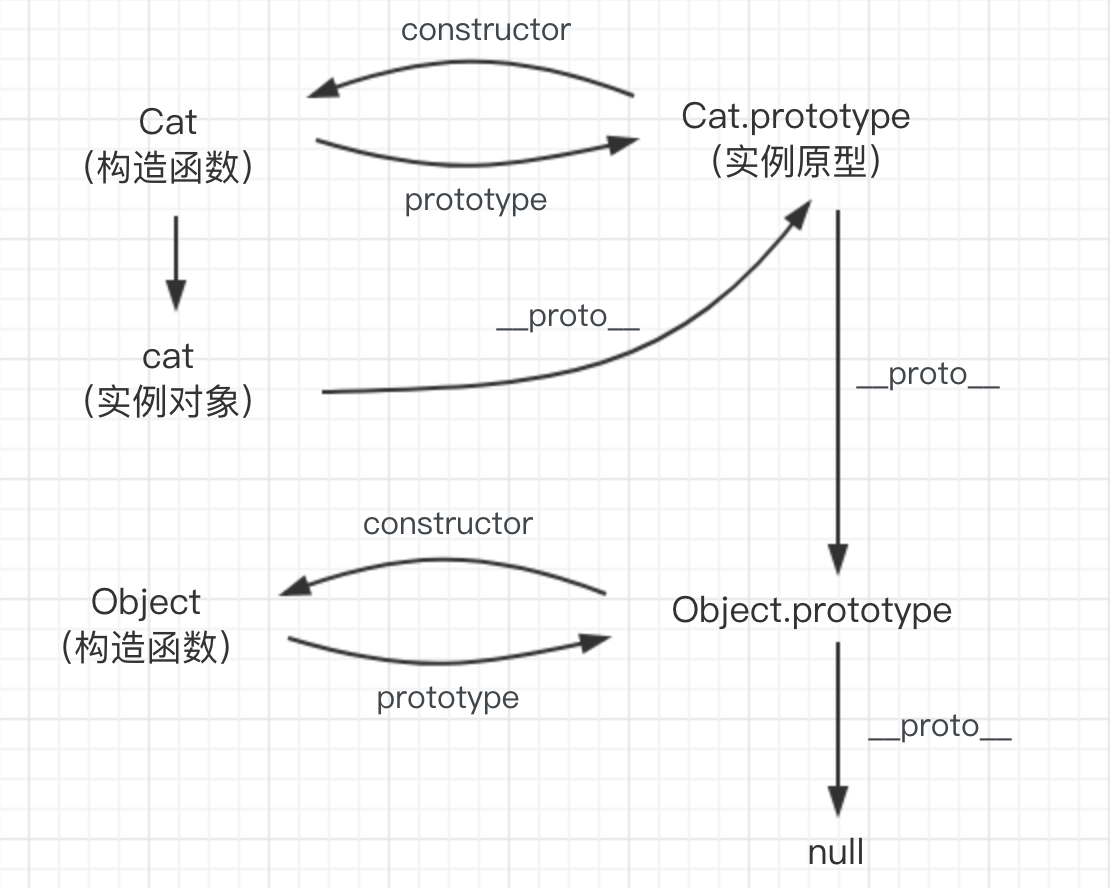 constructor
Cat
(构造函数)
Cat.prototype
(实例原型)
prototype
__proto__
cat
(实例对象)
__proto__
constructor
Object
(构造函数)
Object.prototype
prototype
__proto__
null